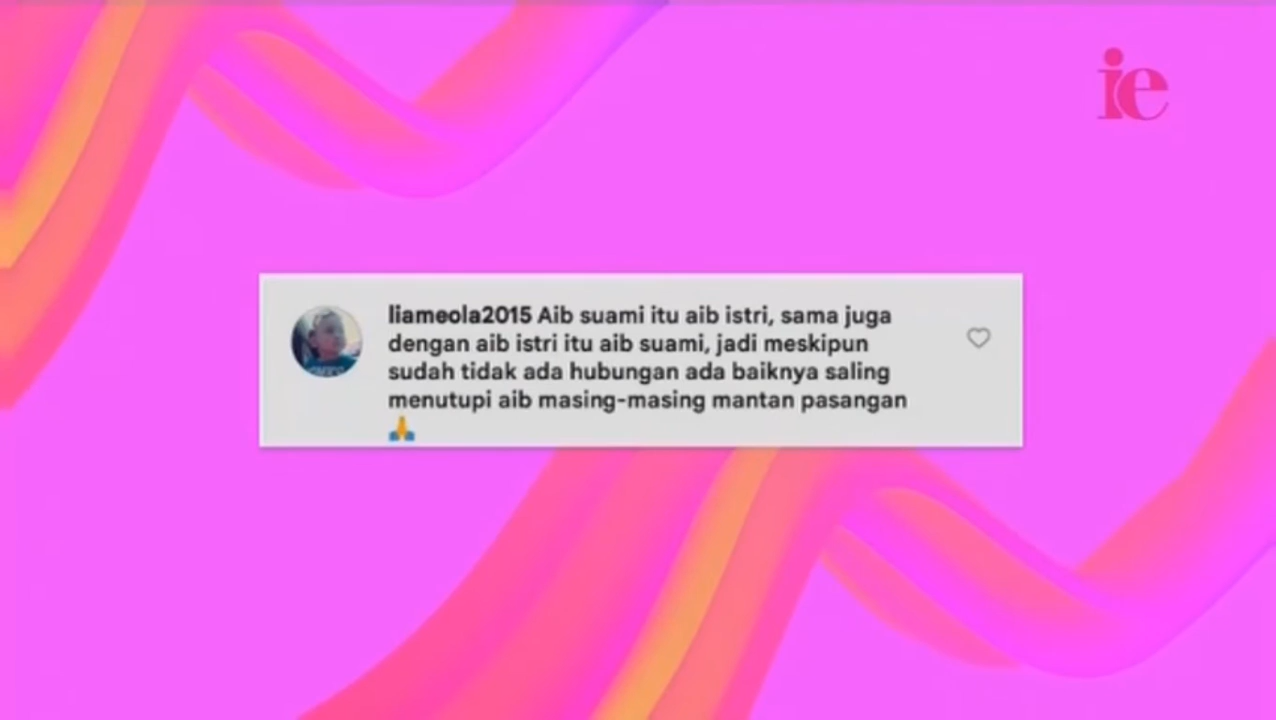 ie
liameola2015 Aib suami itu aib istri, sama juga
dengan aib istri itu aib suami, jadi meskipun
sudah tidak ada hubungan ada baiknya saling
menutupi aib masing-masing mantan pasangan
🙏